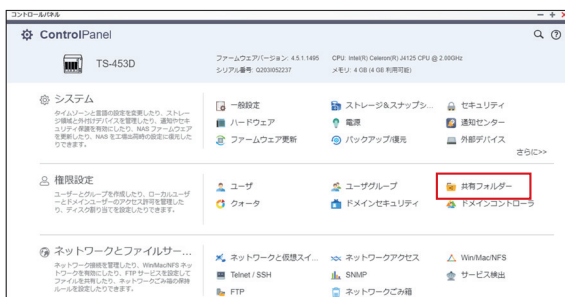 コントロールパネル
ControlPanel
TS-453D
ファームウェアバージョン: 4.5.1.1495 CPU: Intel(R) Celeron(R) J4125 CPU @ 2.00GHz
シリアル番号: Q203I052237 メモリ: 4 GB (4 GB 利用可能)
システム
タイムゾーンと言語の設定を変更したり、ストレー
ジ領域と外付けデバイスを管理したり、通知やセキ
ュリティ保護を有効にしたり、NAS ファームウェア
を更新したり、NAS を工場出荷時の設定に復元した
りできます。
一般設定 ストレージ&スナップシ... セキュリティ
ハードウェア 電源 通知センター
ファームウェア更新 バックアップ/復元 外部デバイス
さらに>>
権限設定
ユーザーとグループを作成したり、ローカルユーザ
ーとドメインユーザーのアクセス許可を管理した
り、ディスク割り当てを設定したりできます。
ユーザ ユーザグループ 共有フォルダー
クォータ ドメインセキュリティ ドメインコントローラ
ネットワークとファイルサー...
ネットワーク接続を管理したり、Win/Mac/NFS ネッ
トワークを有効にしたり、FTP サービスを設定して
ファイルを共有したり、ネットワークごみ箱の保持
ルールを設定したりできます。
ネットワークと仮想スイ... ネットワークアクセス Win/Mac/NFS
Telnet / SSH SNMP サービス検出
FTP ネットワークごみ箱